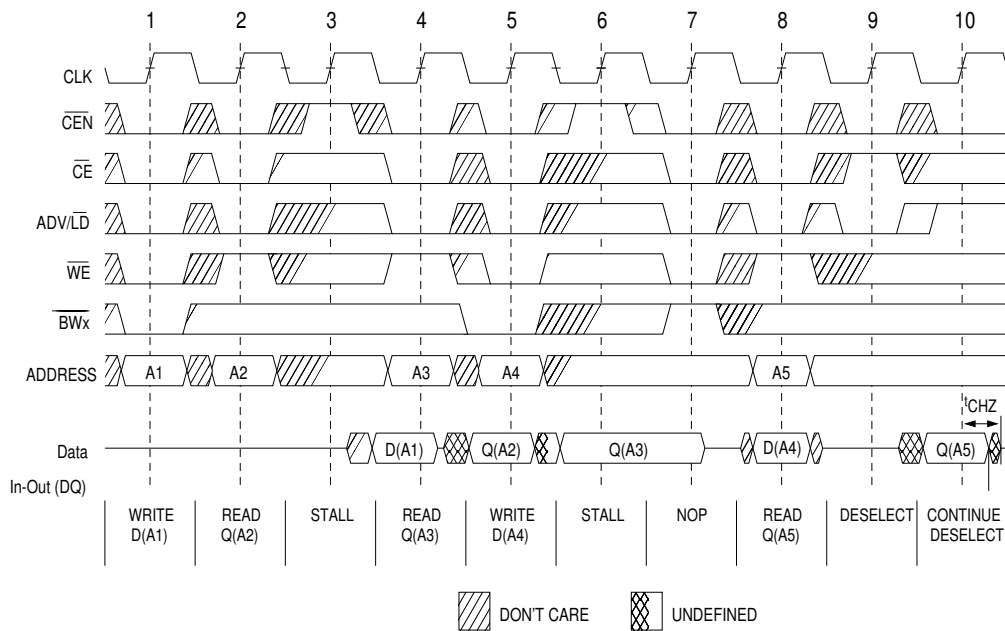 1 2 3 4 5 6 7 8 9 10
CLK
CEN
CE
ADV/LD
WE
BWx
ADDRESS A1 A2 A3 A4 A5
tCHZ
Data D(A1) Q(A2) Q(A3) D(A4) Q(A5)
In-Out (DQ)
WRITE READ STALL READ WRITE STALL NOP READ DESELECT CONTINUE
D(A1) Q(A2) Q(A3) D(A4) Q(A5) DESELECT
DON'T CARE UNDEFINED